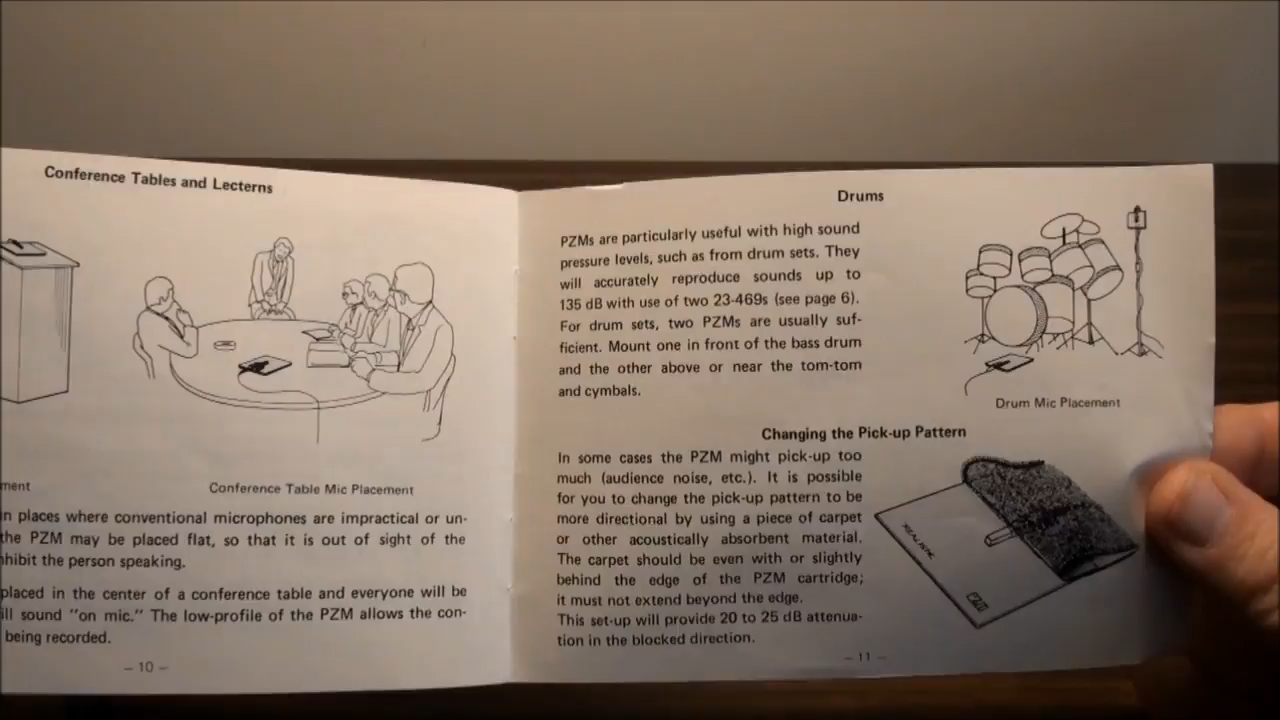 Conference Tables and Lecterns
Conference Table Mic Placement
in places where conventional microphones are impractical or un-
the PZM may be placed flat, so that it is out of sight of the
the person speaking.
placed in the center of a conference table and everyone will be
sound "on mic." The low-profile of the PZM allows the con-
being recorded.
– 10 –
Drums
PZMs are particularly useful with high sound
pressure levels, such as from drum sets. They
will accurately reproduce sounds up to
135 dB with use of two 23-469s (see page 6).
For drum sets, two PZMs are usually suf-
ficient. Mount one in front of the bass drum
and the other above or near the tom-tom
and cymbals.
Drum Mic Placement
Changing the Pick-up Pattern
In some cases the PZM might pick-up too
much (audience noise, etc.). It is possible
for you to change the pick-up pattern to be
more directional by using a piece of carpet
or other acoustically absorbent material.
The carpet should be even with or slightly
behind the edge of the PZM cartridge;
it must not extend beyond the edge.
This set-up will provide 20 to 25 dB attenua-
tion in the blocked direction.
REALISTIC
PZM
– 11 –